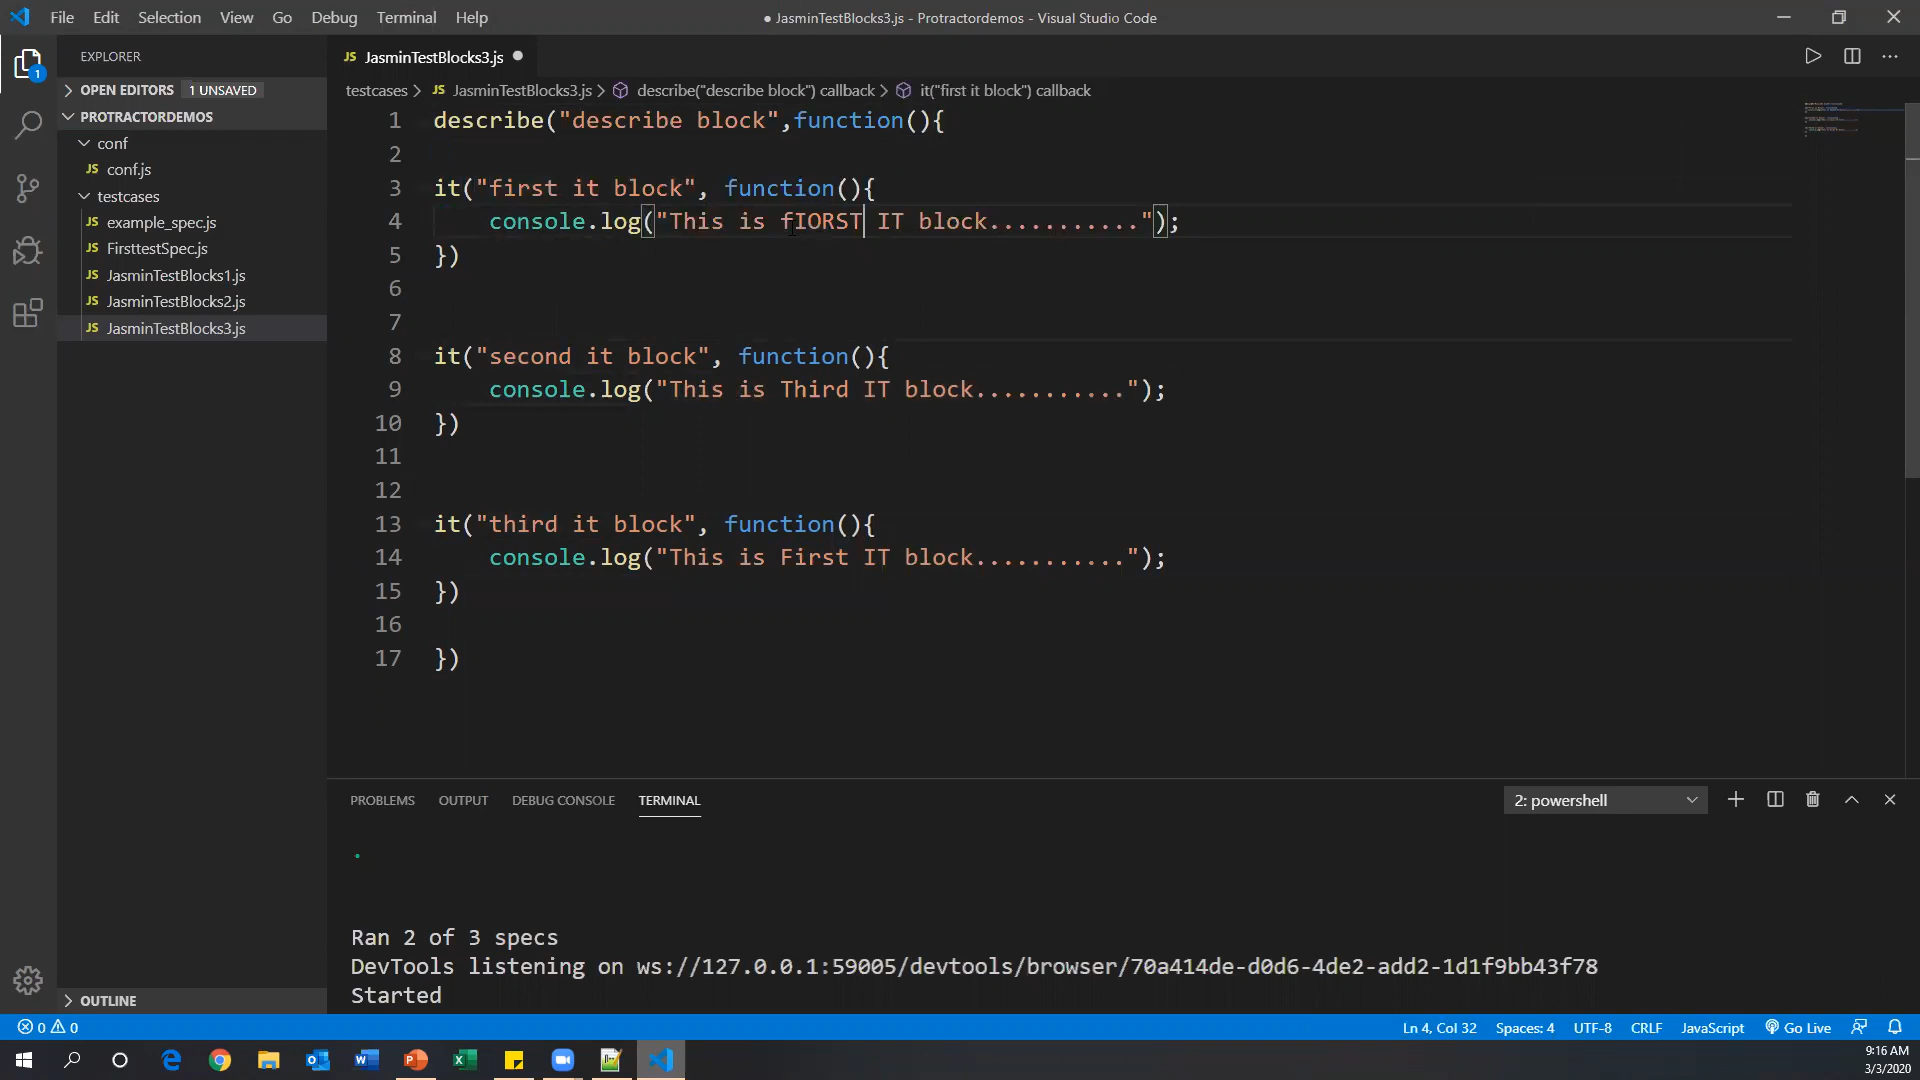 File Edit Selection View Go Debug Terminal Help
● JasminTestBlocks3.js - Protractordemos - Visual Studio Code
EXPLORER
OPEN EDITORS 1 UNSAVED
PROTRACTORDEMOS
conf
JS conf.js
testcases
JS example_spec.js
JS FirsttestSpec.js
JS JasminTestBlocks1.js
JS JasminTestBlocks2.js
JS JasminTestBlocks3.js
OUTLINE
1
JS JasminTestBlocks3.js ●
testcases > JS JasminTestBlocks3.js > describe("describe block") callback > it("first it block") callback
1 describe("describe block",function(){
2
3 it("first it block", function(){
4 console.log("This is fIORST IT block...........");
5 })
6
7
8 it("second it block", function(){
9 console.log("This is Third IT block...........");
10 })
11
12
13 it("third it block", function(){
14 console.log("This is First IT block...........");
15 })
16
17 })
PROBLEMS OUTPUT DEBUG CONSOLE TERMINAL
2: powershell
.
Ran 2 of 3 specs
DevTools listening on ws://127.0.0.1:59005/devtools/browser/70a414de-d0d6-4de2-add2-1d1f9bb43f78
Started
0 0
Ln 4, Col 32 Spaces: 4 UTF-8 CRLF JavaScript Go Live
9:16 AM
3/3/2020